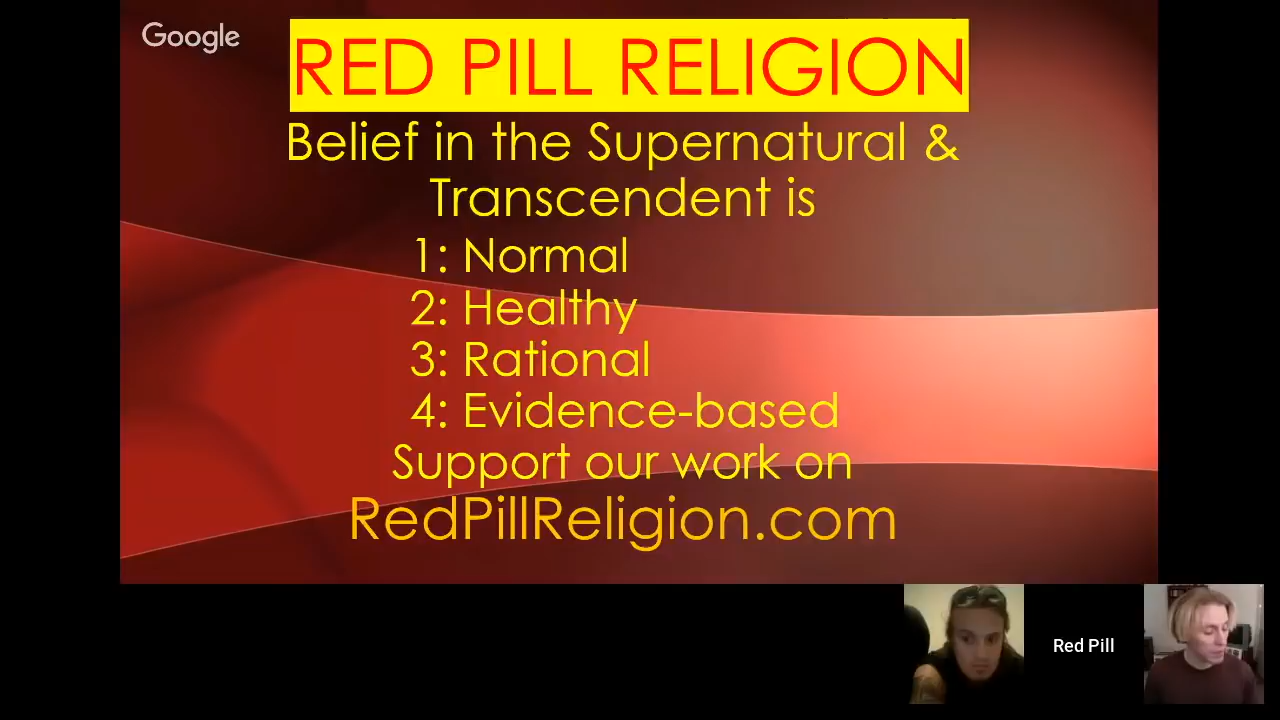 Google
RED PILL RELIGION
Belief in the Supernatural &
Transcendent is
1: Normal
2: Healthy
3: Rational
4: Evidence-based
Support our work on
RedPillReligion.com
Red Pill